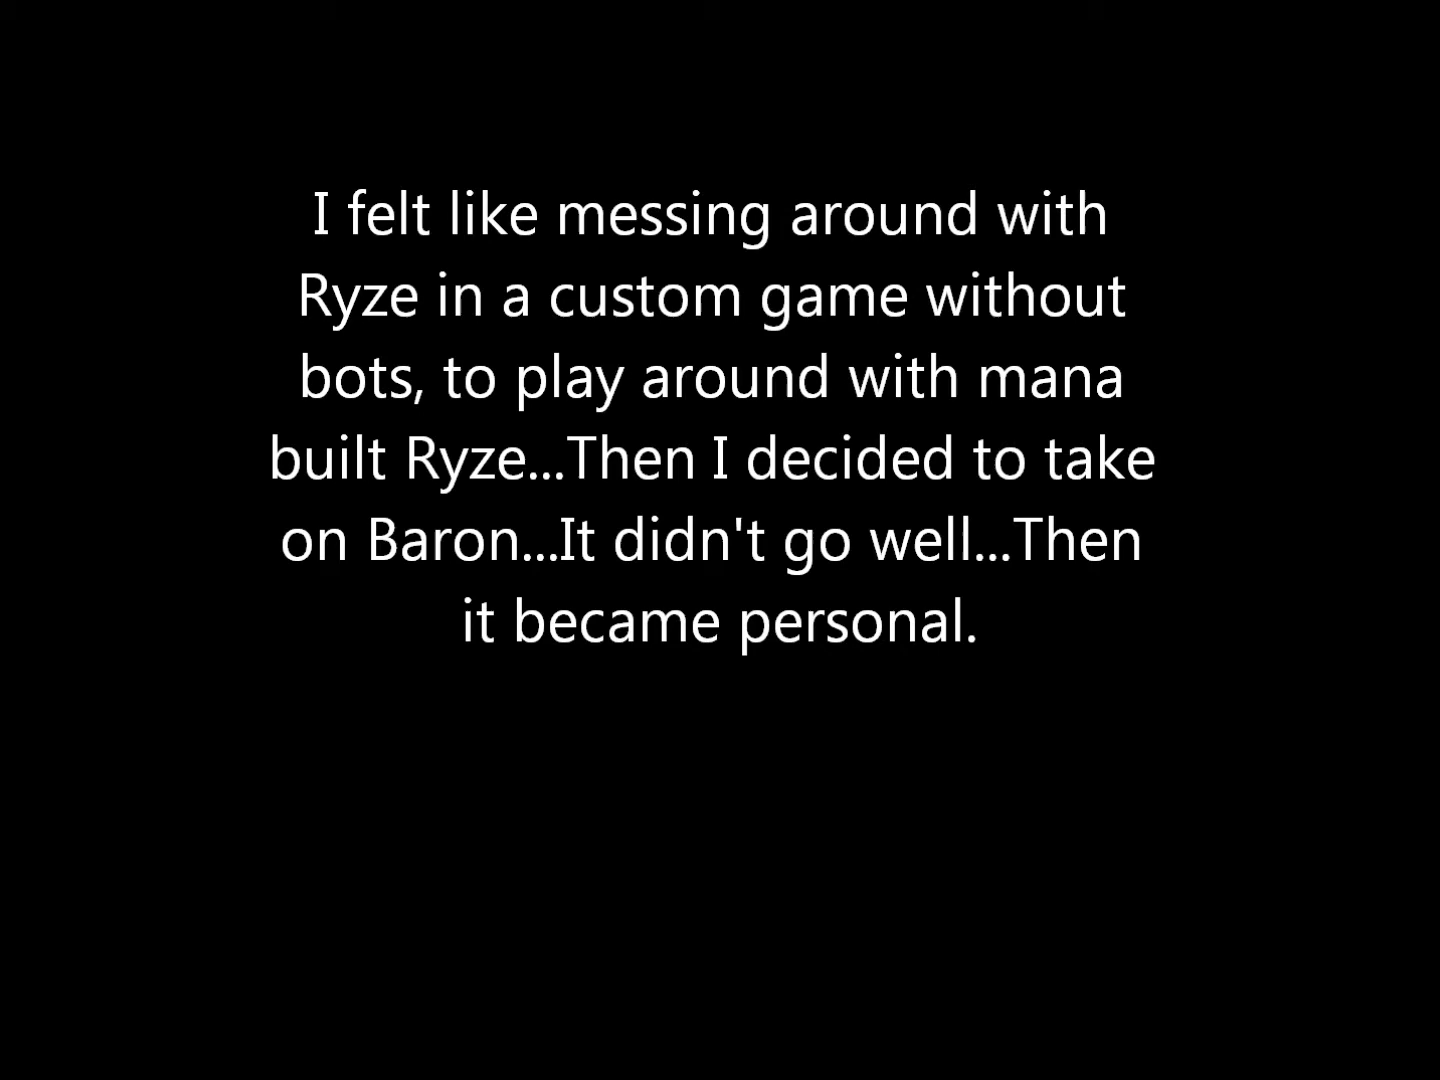 I felt like messing around with
Ryze in a custom game without
bots, to play around with mana
built Ryze...Then I decided to take
on Baron...It didn't go well...Then
it became personal.